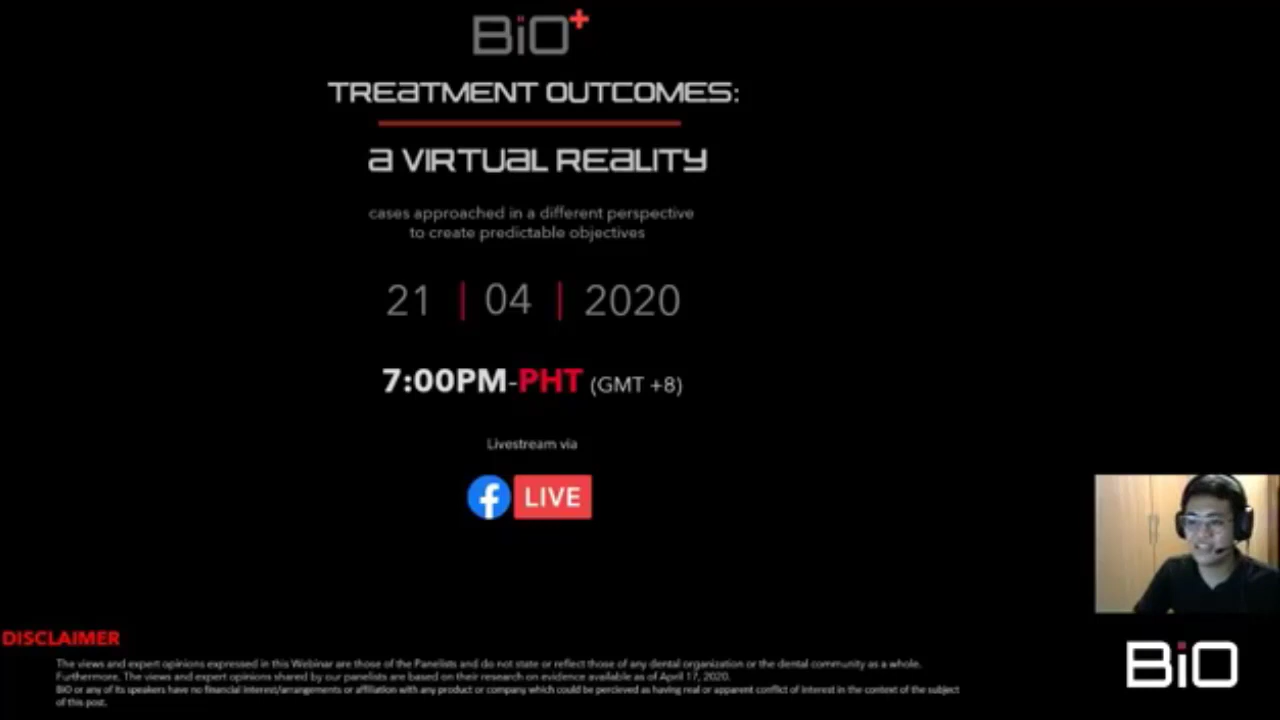 BiO+
TREATMENT OUTCOMES:
a VIRTUAL REALITY
cases approached in a different perspective
to create predictable objectives
21 | 04 | 2020
7:00PM-PHT (GMT +8)
Livestream via
f LIVE
DISCLAIMER
The views and expert opinions expressed in this Webinar are those of the Panelists and do not state or reflect those of any dental organization or the dental community as a whole.
Furthermore, The views and expert opinions shared by our panelists are based on their research on evidence available as of April 17, 2020.
BiO or any of its speakers have no financial interest/arrangements or affiliation with any product or company which could be percieved as having real or apparent conflict of interest in the context of the subject
of this post.
BiO